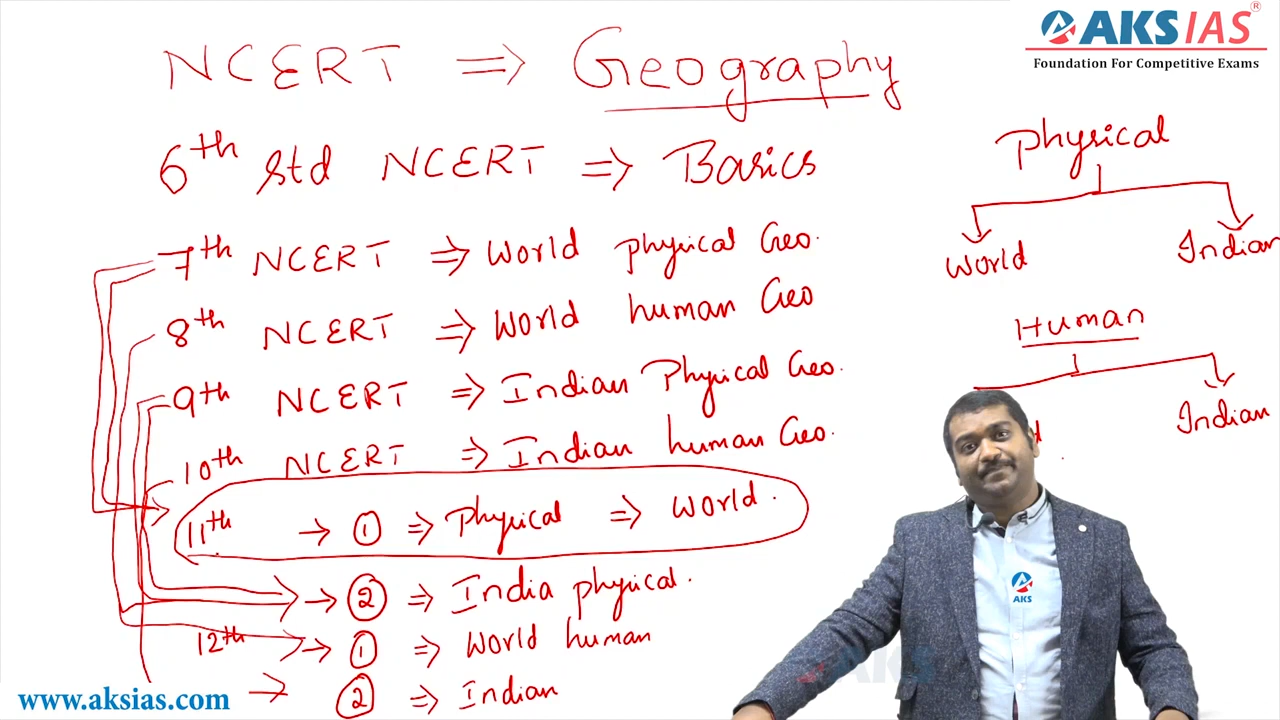 NCERT ⇒ Geography
6th std NCERT ⇒ Basics
7th NCERT ⇒ World physical Geo.
8th NCERT ⇒ World human Geo
9th NCERT ⇒ Indian Physical Geo.
10th NCERT ⇒ Indian human Geo.
11th → ① ⇒ Physical ⇒ World.
→ ② ⇒ India physical.
12th → ① ⇒ World human
→ ② ⇒ Indian
AKS IAS®
Foundation For Competitive Exams
Physical
World Indian
Human
Indian
AKS
AKS
www.aksias.com